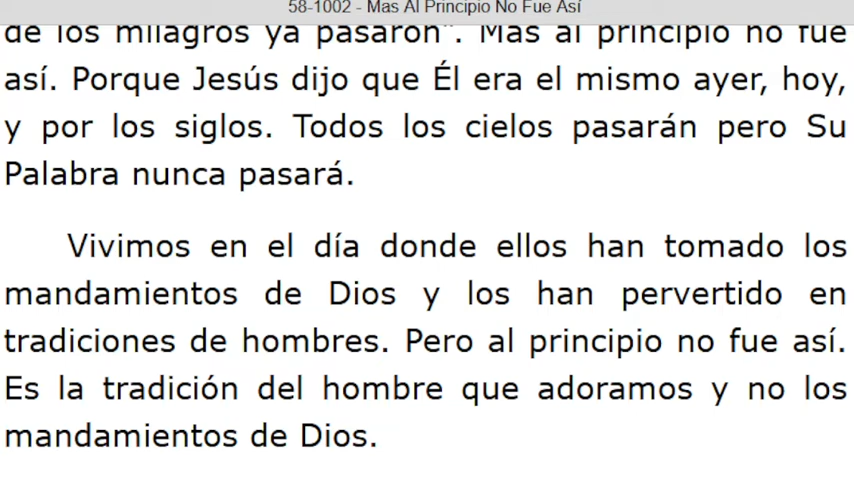 58-1002 - Mas Al Principio No Fue Así
de los milagros ya pasaron". Mas al principio no fue
así. Porque Jesús dijo que Él era el mismo ayer, hoy,
y por los siglos. Todos los cielos pasarán pero Su
Palabra nunca pasará.
Vivimos en el día donde ellos han tomado los
mandamientos de Dios y los han pervertido en
tradiciones de hombres. Pero al principio no fue así.
Es la tradición del hombre que adoramos y no los
mandamientos de Dios.